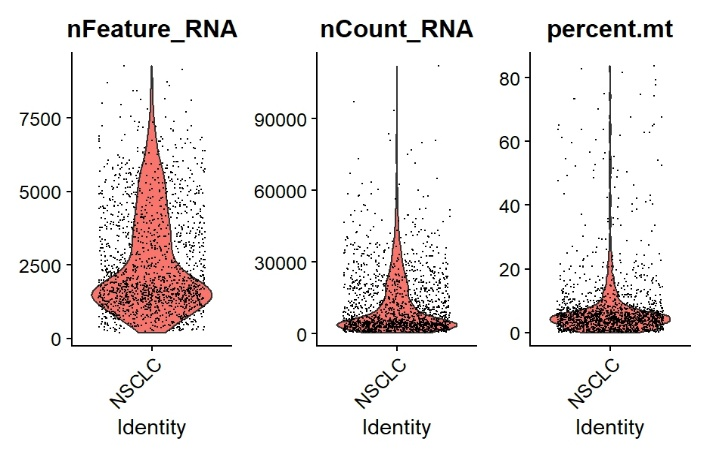 nFeature_RNA
7500
5000
2500
0
NSCLC
Identity
nCount_RNA
90000
60000
30000
0
NSCLC
Identity
percent.mt
80
60
40
20
0
NSCLC
Identity